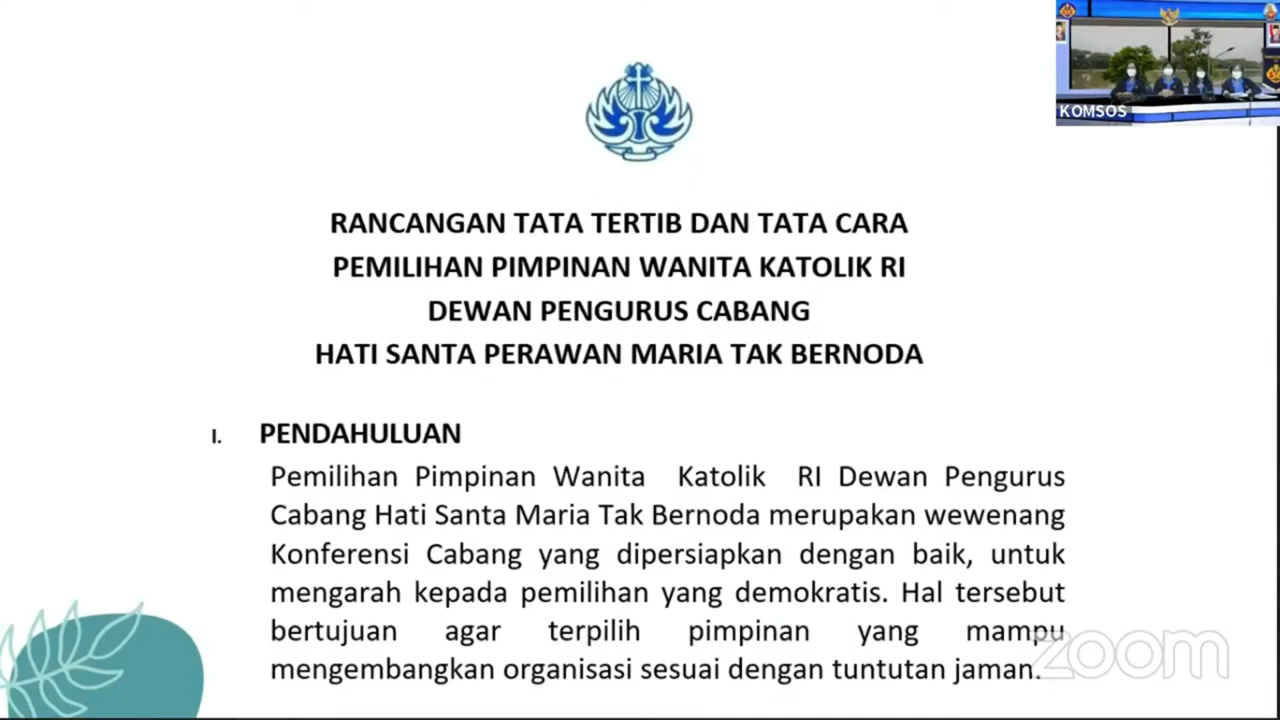 KOMSOS
RANCANGAN TATA TERTIB DAN TATA CARA
PEMILIHAN PIMPINAN WANITA KATOLIK RI
DEWAN PENGURUS CABANG
HATI SANTA PERAWAN MARIA TAK BERNODA
I. PENDAHULUAN
Pemilihan Pimpinan Wanita Katolik RI Dewan Pengurus
Cabang Hati Santa Maria Tak Bernoda merupakan wewenang
Konferensi Cabang yang dipersiapkan dengan baik, untuk
mengarah kepada pemilihan yang demokratis. Hal tersebut
bertujuan agar terpilih pimpinan yang mampu
mengembangkan organisasi sesuai dengan tuntutan jaman.
zoom